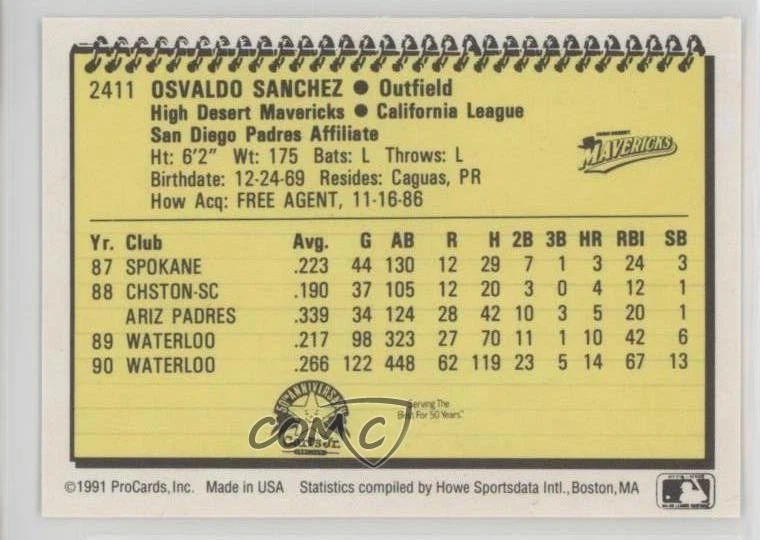 2411 OSVALDO SANCHEZ ● Outfield
High Desert Mavericks ● California League
San Diego Padres Affiliate
Ht: 6'2" Wt: 175 Bats: L Throws: L
Birthdate: 12-24-69 Resides: Caguas, PR
How Acq: FREE AGENT, 11-16-86
HIGH DESERT
MAVERICKS
Yr. Club Avg. G AB R H 2B 3B HR RBI SB
87 SPOKANE .223 44 130 12 29 7 1 3 24 3
88 CHSTON-SC .190 37 105 12 20 3 0 4 12 1
ARIZ PADRES .339 34 124 28 42 10 3 5 20 1
89 WATERLOO .217 98 323 27 70 11 1 10 42 6
90 WATERLOO .266 122 448 62 119 23 5 14 67 13
50TH ANNIVERSARY
Carl's Jr.
Serving The
Best For 50 Years.
COMC
©1991 ProCards, Inc. Made in USA Statistics compiled by Howe Sportsdata Intl., Boston, MA